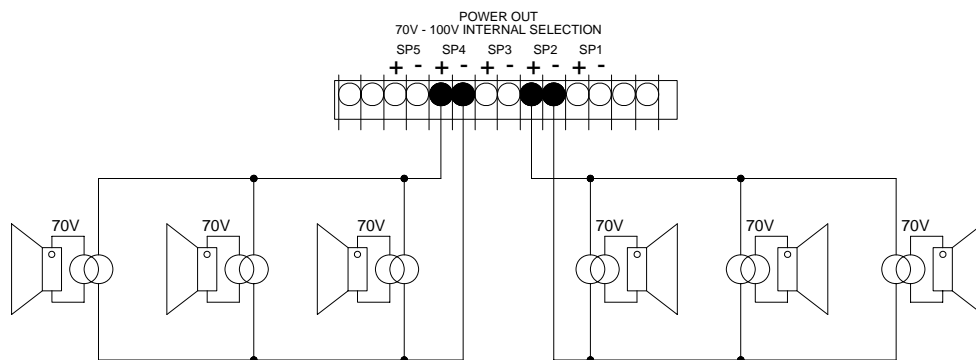 POWER OUT
70V - 100V INTERNAL SELECTION
SP5 SP4 SP3 SP2 SP1
+ - + - + - + - + -
70V 70V 70V 70V 70V 70V